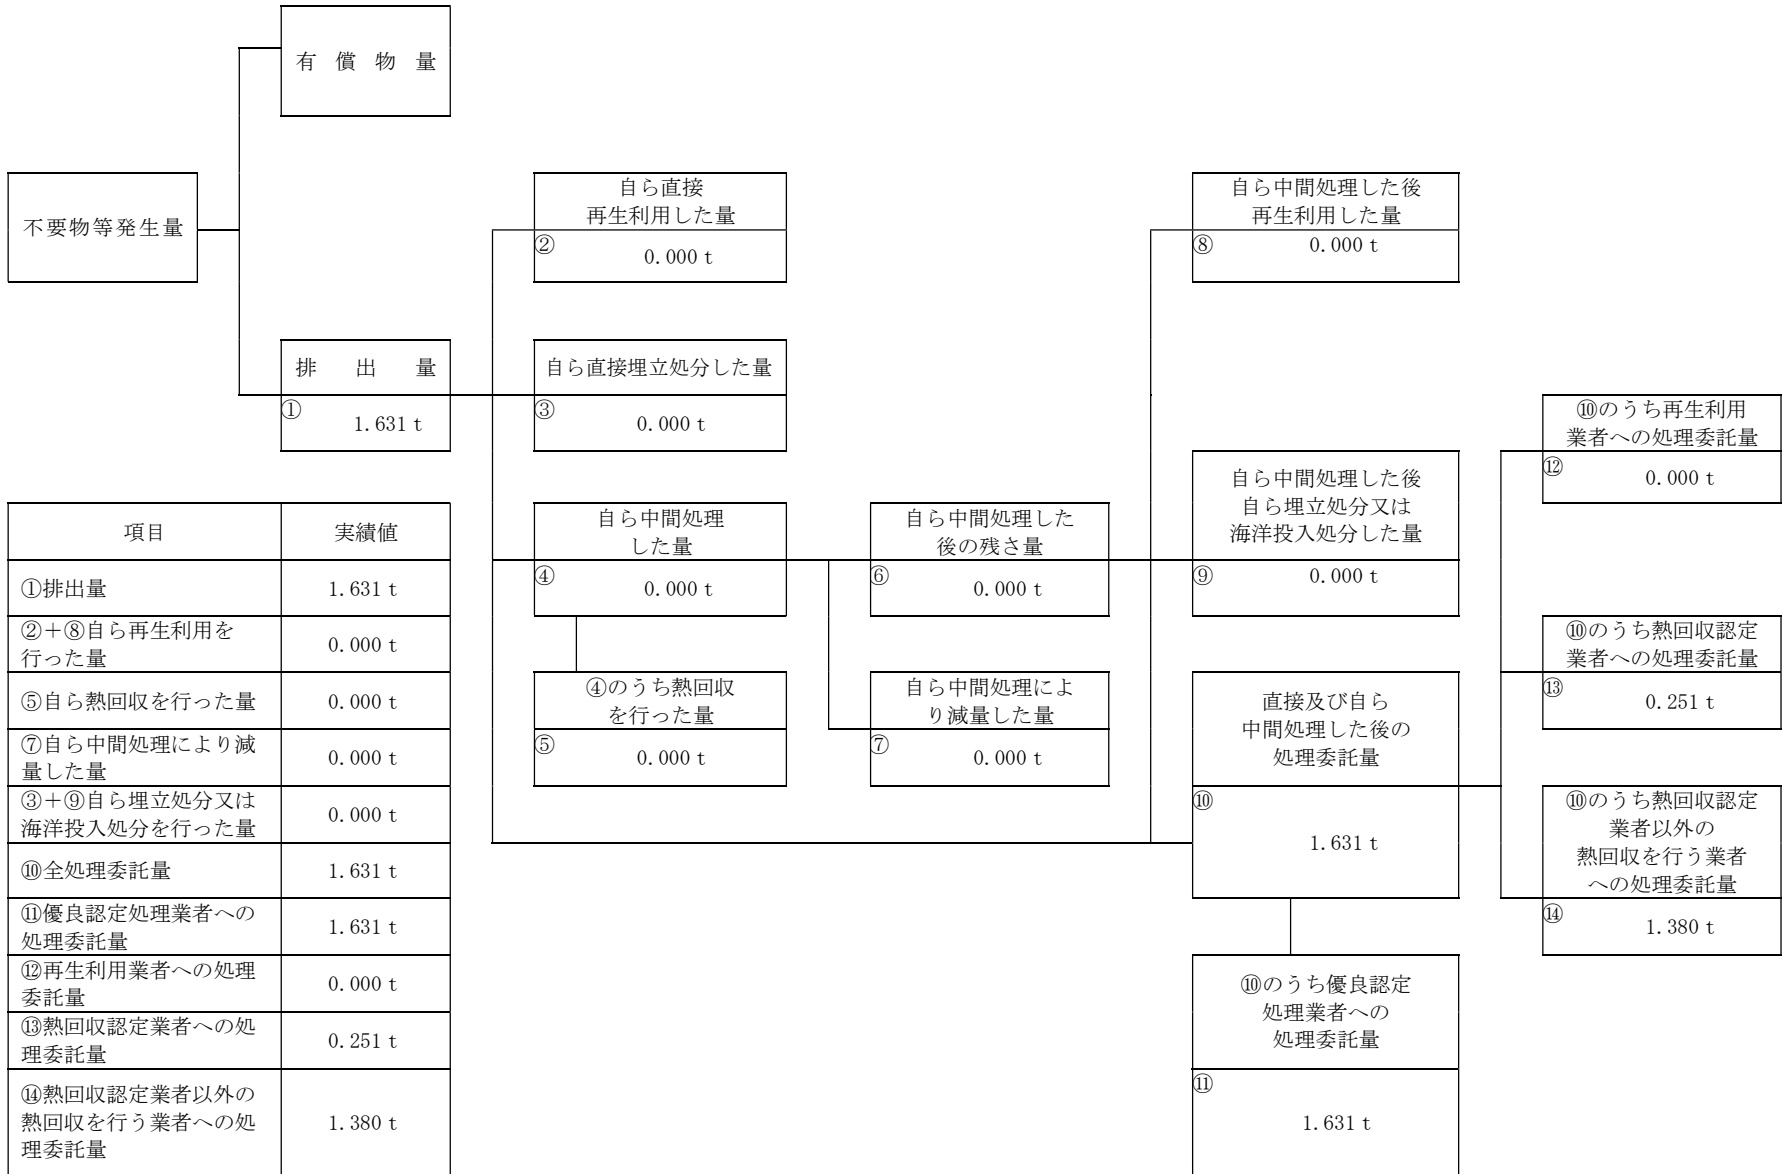 有　償　物　量
不要物等発生量
自ら直接
再生利用した量
②
0.000 t
自ら中間処理した後
再生利用した量
⑧
0.000 t
排　出　量
①
1.631 t
自ら直接埋立処分した量
③
0.000 t
⑩のうち再生利用
業者への処理委託量
⑫
0.000 t
自ら中間処理
した量
④
0.000 t
自ら中間処理した
後の残さ量
⑥
0.000 t
自ら中間処理した後
自ら埋立処分又は
海洋投入処分した量
⑨
0.000 t
⑩のうち熱回収認定
業者への処理委託量
⑬
0.251 t
④のうち熱回収
を行った量
⑤
0.000 t
自ら中間処理によ
り減量した量
⑦
0.000 t
直接及び自ら
中間処理した後の
処理委託量
⑩
1.631 t
⑩のうち熱回収認定
業者以外の
熱回収を行う業者
への処理委託量
⑭
1.380 t
⑩のうち優良認定
処理業者への
処理委託量
⑪
1.631 t
項目　実績値
①排出量　1.631 t
②＋⑧自ら再生利用を
行った量　0.000 t
⑤自ら熱回収を行った量　0.000 t
⑦自ら中間処理により減
量した量　0.000 t
③＋⑨自ら埋立処分又は
海洋投入処分を行った量　0.000 t
⑩全処理委託量　1.631 t
⑪優良認定処理業者への
処理委託量　1.631 t
⑫再生利用業者への処理
委託量　0.000 t
⑬熱回収認定業者への処
理委託量　0.251 t
⑭熱回収認定業者以外の
熱回収を行う業者への処
理委託量　1.380 t